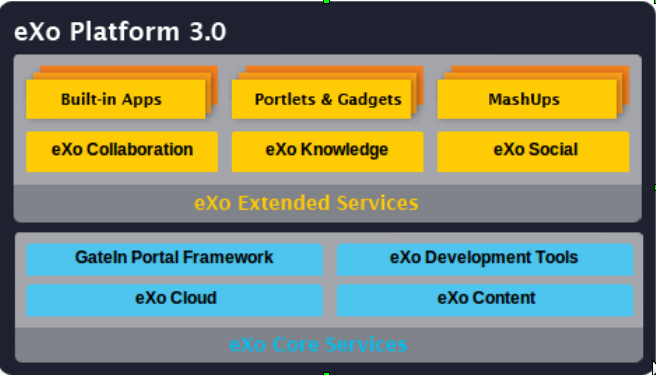 eXo Platform 3.0
Built-in Apps
Portlets & Gadgets
MashUps
eXo Collaboration
eXo Knowledge
eXo Social
eXo Extended Services
GateIn Portal Framework
eXo Development Tools
eXo Cloud
eXo Content
eXo Core Services